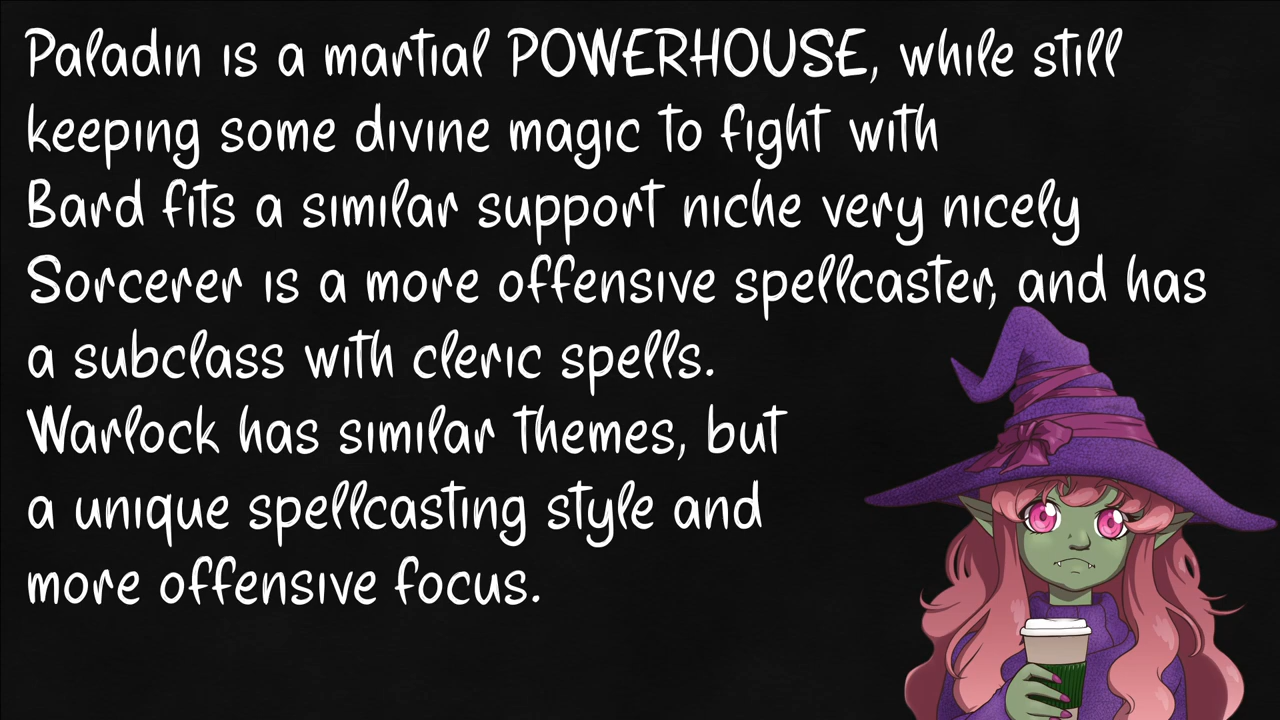 Paladin is a martial POWERHOUSE, while still
keeping some divine magic to fight with
Bard fits a similar support niche very nicely
Sorcerer is a more offensive spellcaster, and has
a subclass with cleric spells.
Warlock has similar themes, but
a unique spellcasting style and
more offensive focus.